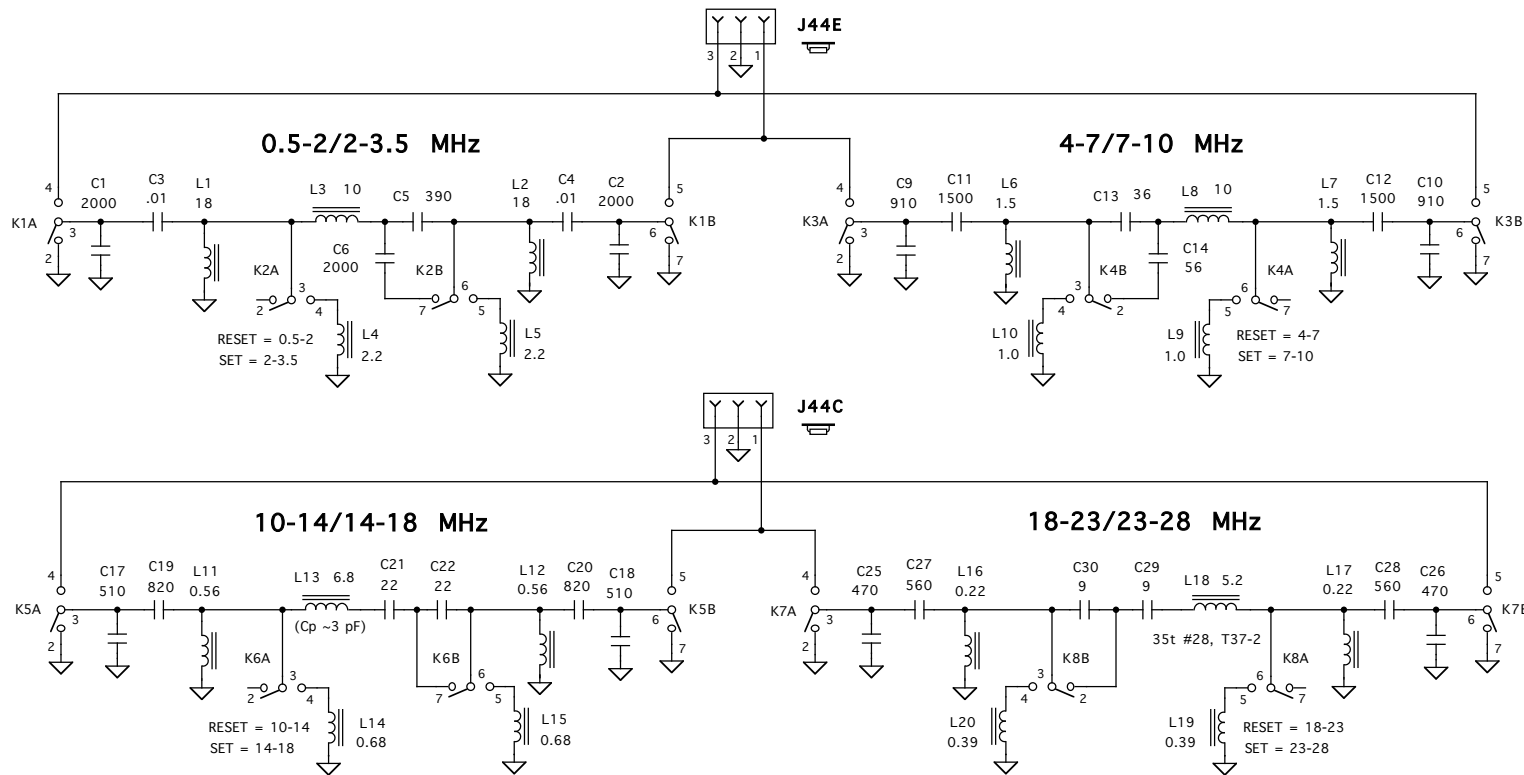 J44E
3 2 1
0.5-2/2-3.5 MHz
4-7/7-10 MHz
4
K1A
3
2
C1
2000
C3
.01
L1
18
L3 10
C5 390
C6
2000
L2
18
C4
.01
C2
2000
5
K1B
6
7
K2A
2
3
4
L4
2.2
K2B
7
6
5
L5
2.2
RESET = 0.5-2
SET = 2-3.5
4
K3A
3
2
C9
910
C11
1500
L6
1.5
C13 36
L8 10
C14
56
L7
1.5
C12
1500
C10
910
5
K3B
6
7
K4B
3
4
2
L10
1.0
K4A
6
5
7
L9
1.0
RESET = 4-7
SET = 7-10
J44C
3 2 1
10-14/14-18 MHz
18-23/23-28 MHz
4
K5A
3
2
C17
510
C19
820
L11
0.56
L13 6.8
(Cp ~3 pF)
C21
22
C22
22
L12
0.56
C20
820
C18
510
5
K5B
6
7
K6A
2
3
4
L14
0.68
K6B
7
6
5
L15
0.68
RESET = 10-14
SET = 14-18
4
K7A
3
2
C25
470
C27
560
L16
0.22
C30
9
C29
9
L18 5.2
35t #28, T37-2
L17
0.22
C28
560
C26
470
5
6
7
K8B
3
4
2
L20
0.39
K8A
6
5
7
L19
0.39
RESET = 18-23
SET = 23-28